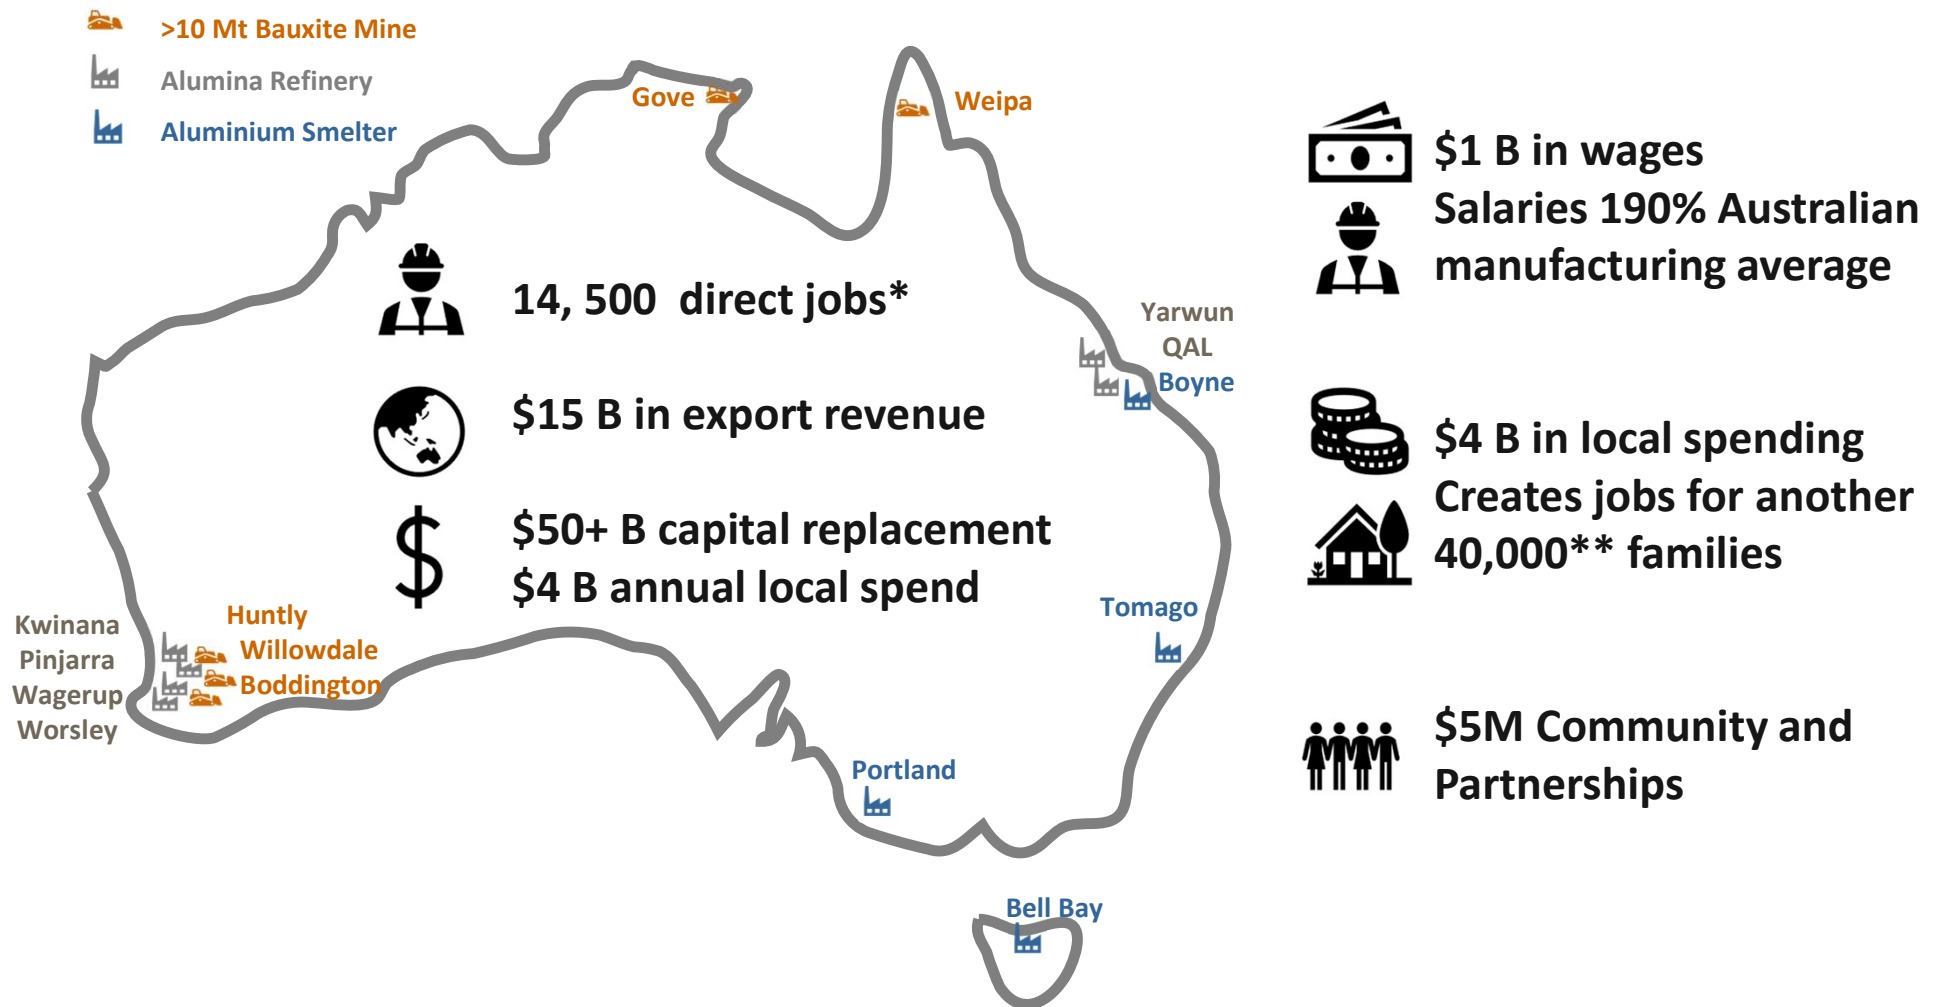 >10 Mt Bauxite Mine
Alumina Refinery
Aluminium Smelter
Gove
Weipa
14, 500 direct jobs*
$15 B in export revenue
$50+ B capital replacement
$4 B annual local spend
Yarwun
QAL
Boyne
Kwinana
Pinjarra
Wagerup
Worsley
Huntly
Willowdale
Boddington
Tomago
Portland
Bell Bay
$1 B in wages
Salaries 190% Australian
manufacturing average
$4 B in local spending
Creates jobs for another
40,000** families
$5M Community and
Partnerships